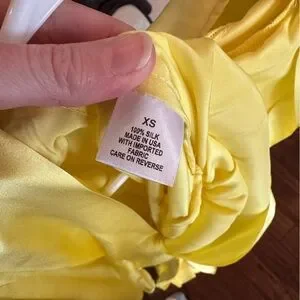 XS
100% SILK
MADE IN USA
WITH IMPORTED
FABRIC
CARE ON REVERSE